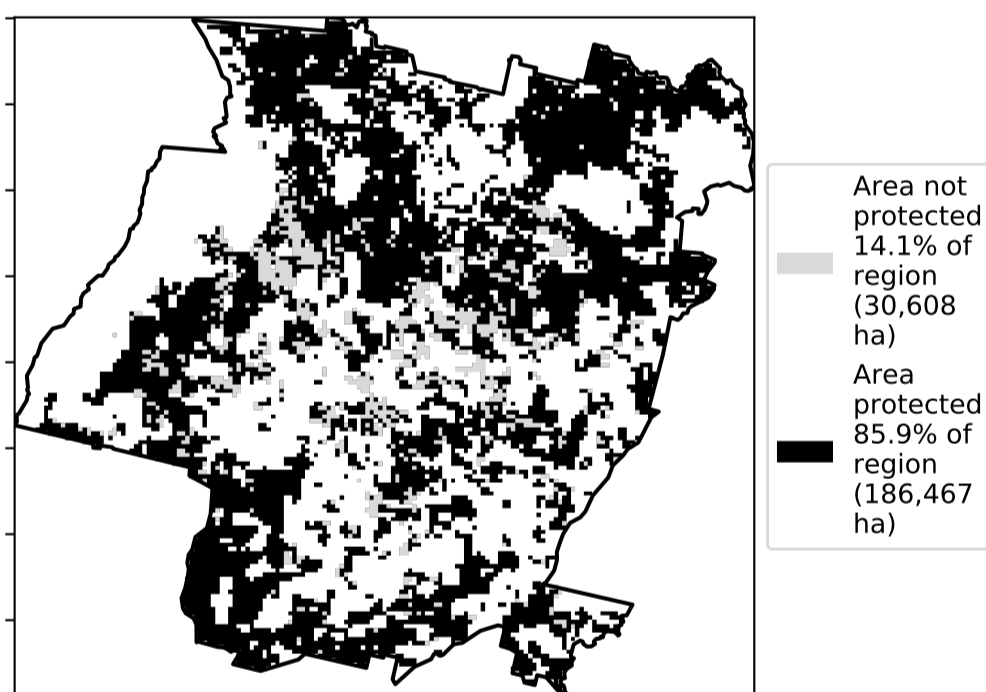 Area not
protected
14.1% of
region
(30,608
ha)
Area
protected
85.9% of
region
(186,467
ha)